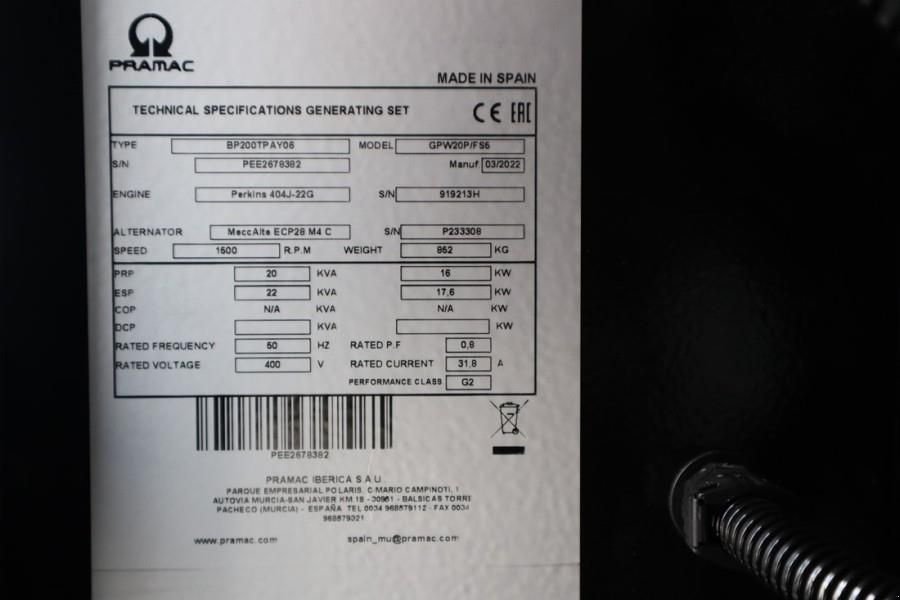 PRAMAC
MADE IN SPAIN
TECHNICAL SPECIFICATIONS GENERATING SET CE EAC
TYPE BP200TPAY06 MODEL GPW20P/FS6
S/N PEE2678382 Manuf 03/2022
ENGINE Perkins 404J-22G S/N 919213H
ALTERNATOR MeccAlte ECP28 M4 C S/N P233308
SPEED 1500 R.P.M WEIGHT 862 KG
PRP 20 KVA 16 KW
ESP 22 KVA 17,6 KW
COP N/A KVA N/A KW
DCP KVA KW
RATED FREQUENCY 50 HZ RATED P.F 0,8
RATED VOLTAGE 400 V RATED CURRENT 31,8 A
PERFORMANCE CLASS G2
PEE2678382
PRAMAC IBERICA S.A.U.
PARQUE EMPRESARIAL POLARIS. C/MARIO CAMPINOTI, 1
AUTOVIA MURCIA-SAN JAVIER KM 18 - 30591 - BALSICAS TORRE
PACHECO (MURCIA) - ESPAÑA TEL 0034 968579112 - FAX 0034
968579321
www.pramac.com spain_mu@pramac.com